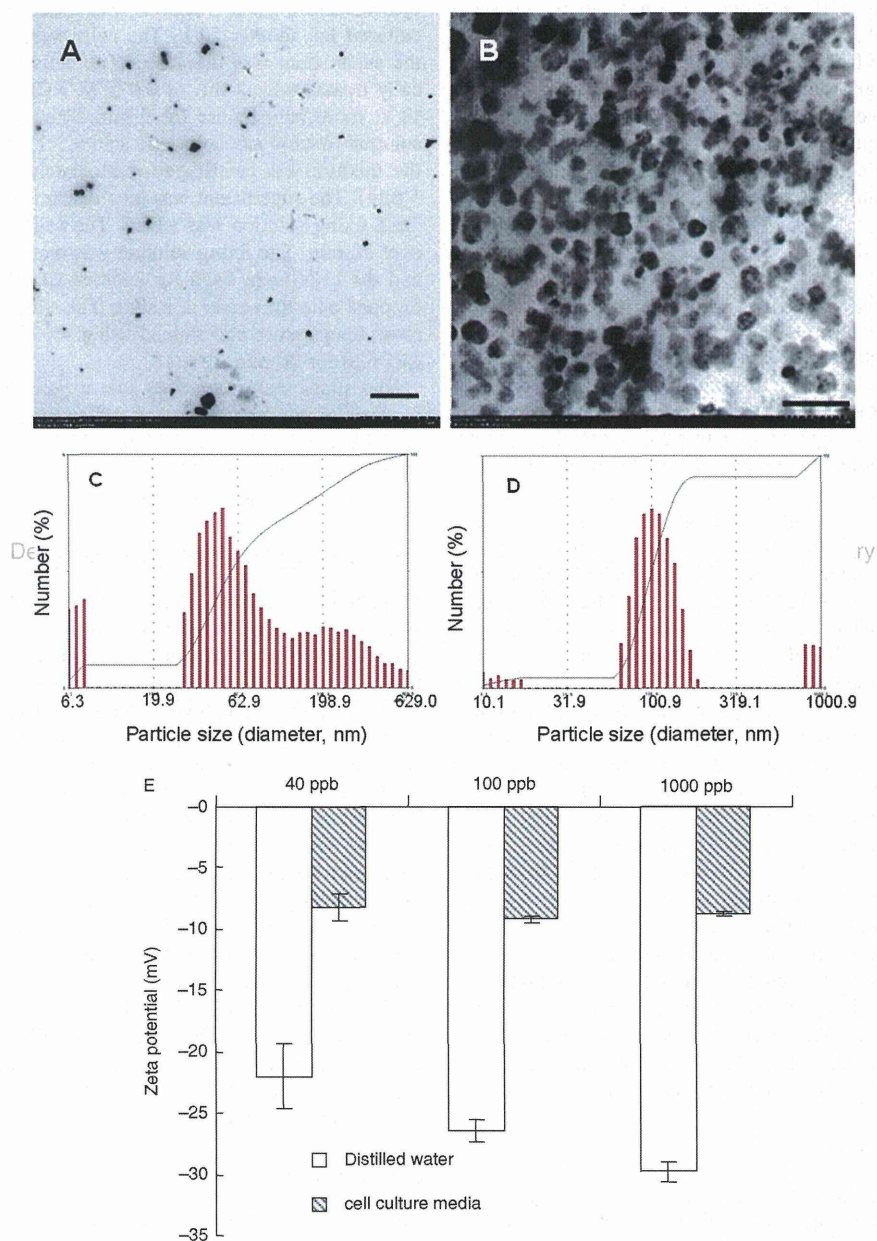 A
B
C
D
Number (%)
Number (%)
De
ry
6.3 19.9 62.9 198.9 629.0
10.1 31.9 100.9 319.1 1000.9
Particle size (diameter, nm)
Particle size (diameter, nm)
E
40 ppb 100 ppb 1000 ppb
–0
–5
–10
–15
–20
–25
–30
–35
Zeta potential (mV)
Distilled water
cell culture media